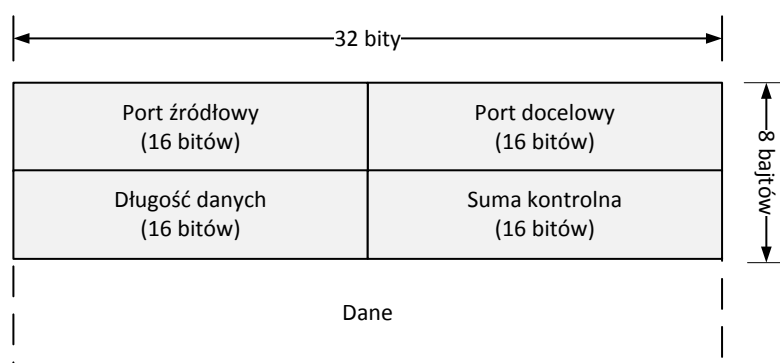 32 bity
Port źródłowy
(16 bitów)
Port docelowy
(16 bitów)
8 bajtów
Długość danych
(16 bitów)
Suma kontrolna
(16 bitów)
Dane